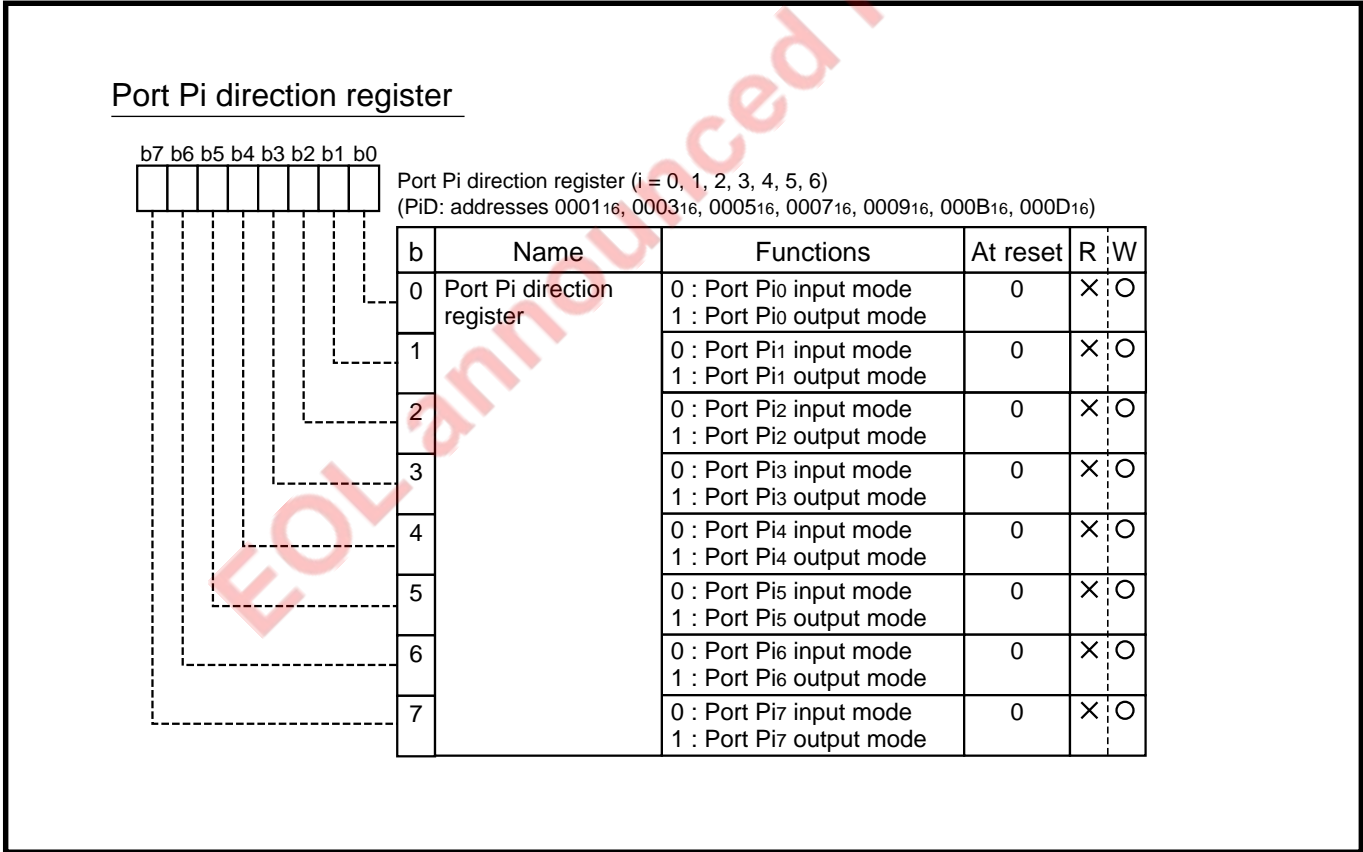 EOL announced
Port Pi direction register
b7 b6 b5 b4 b3 b2 b1 b0
Port Pi direction register (i = 0, 1, 2, 3, 4, 5, 6)
(PiD: addresses 000116, 000316, 000516, 000716, 000916, 000B16, 000D16)
b Name Functions At reset R W
0 Port Pi direction register 0 : Port Pi0 input mode 0 × ○
1 : Port Pi0 output mode
1 0 : Port Pi1 input mode 0 × ○
1 : Port Pi1 output mode
2 0 : Port Pi2 input mode 0 × ○
1 : Port Pi2 output mode
3 0 : Port Pi3 input mode 0 × ○
1 : Port Pi3 output mode
4 0 : Port Pi4 input mode 0 × ○
1 : Port Pi4 output mode
5 0 : Port Pi5 input mode 0 × ○
1 : Port Pi5 output mode
6 0 : Port Pi6 input mode 0 × ○
1 : Port Pi6 output mode
7 0 : Port Pi7 input mode 0 × ○
1 : Port Pi7 output mode